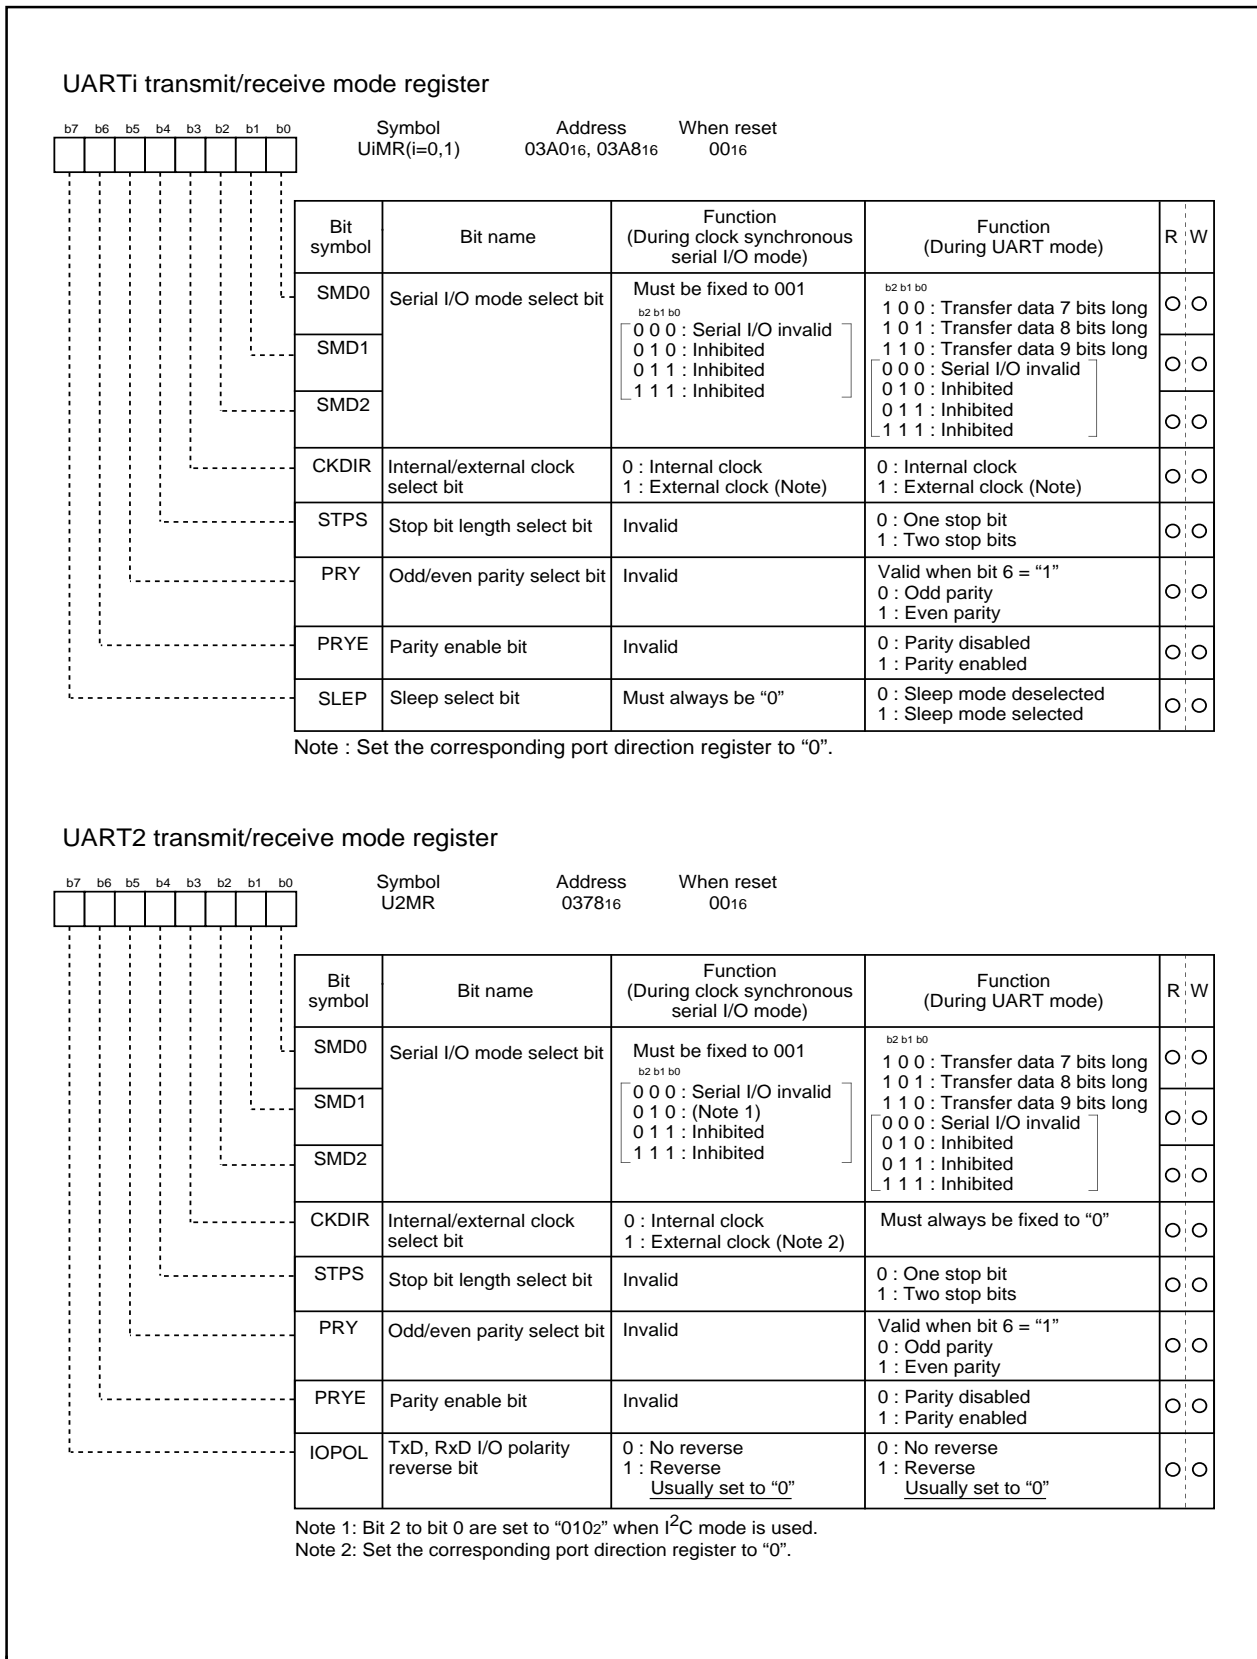 UARTi transmit/receive mode register
b7 b6 b5 b4 b3 b2 b1 b0
Symbol Address When reset
UiMR(i=0,1) 03A016, 03A816 0016
Bit symbol Bit name Function (During clock synchronous serial I/O mode) Function (During UART mode) R W
SMD0 Serial I/O mode select bit Must be fixed to 001 b2 b1 b0
b2 b1 b0 1 0 0 : Transfer data 7 bits long
0 0 0 : Serial I/O invalid 1 0 1 : Transfer data 8 bits long
SMD1 0 1 0 : Inhibited 1 1 0 : Transfer data 9 bits long
0 1 1 : Inhibited 0 0 0 : Serial I/O invalid
1 1 1 : Inhibited 0 1 0 : Inhibited
SMD2 0 1 1 : Inhibited
1 1 1 : Inhibited
CKDIR Internal/external clock 0 : Internal clock 0 : Internal clock
select bit 1 : External clock (Note) 1 : External clock (Note)
STPS Stop bit length select bit Invalid 0 : One stop bit
1 : Two stop bits
PRY Odd/even parity select bit Invalid Valid when bit 6 = “1”
0 : Odd parity
1 : Even parity
PRYE Parity enable bit Invalid 0 : Parity disabled
1 : Parity enabled
SLEP Sleep select bit Must always be “0” 0 : Sleep mode deselected
1 : Sleep mode selected
Note : Set the corresponding port direction register to “0”.
UART2 transmit/receive mode register
b7 b6 b5 b4 b3 b2 b1 b0
Symbol Address When reset
U2MR 037816 0016
Bit symbol Bit name Function (During clock synchronous serial I/O mode) Function (During UART mode) R W
SMD0 Serial I/O mode select bit Must be fixed to 001 b2 b1 b0
b2 b1 b0 1 0 0 : Transfer data 7 bits long
0 0 0 : Serial I/O invalid 1 0 1 : Transfer data 8 bits long
SMD1 0 1 0 : (Note 1) 1 1 0 : Transfer data 9 bits long
0 1 1 : Inhibited 0 0 0 : Serial I/O invalid
1 1 1 : Inhibited 0 1 0 : Inhibited
SMD2 0 1 1 : Inhibited
1 1 1 : Inhibited
CKDIR Internal/external clock 0 : Internal clock Must always be fixed to “0”
select bit 1 : External clock (Note 2)
STPS Stop bit length select bit Invalid 0 : One stop bit
1 : Two stop bits
PRY Odd/even parity select bit Invalid Valid when bit 6 = “1”
0 : Odd parity
1 : Even parity
PRYE Parity enable bit Invalid 0 : Parity disabled
1 : Parity enabled
IOPOL TxD, RxD I/O polarity 0 : No reverse 0 : No reverse
reverse bit 1 : Reverse 1 : Reverse
Usually set to “0” Usually set to “0”
Note 1: Bit 2 to bit 0 are set to “0102” when I2C mode is used.
Note 2: Set the corresponding port direction register to “0”.